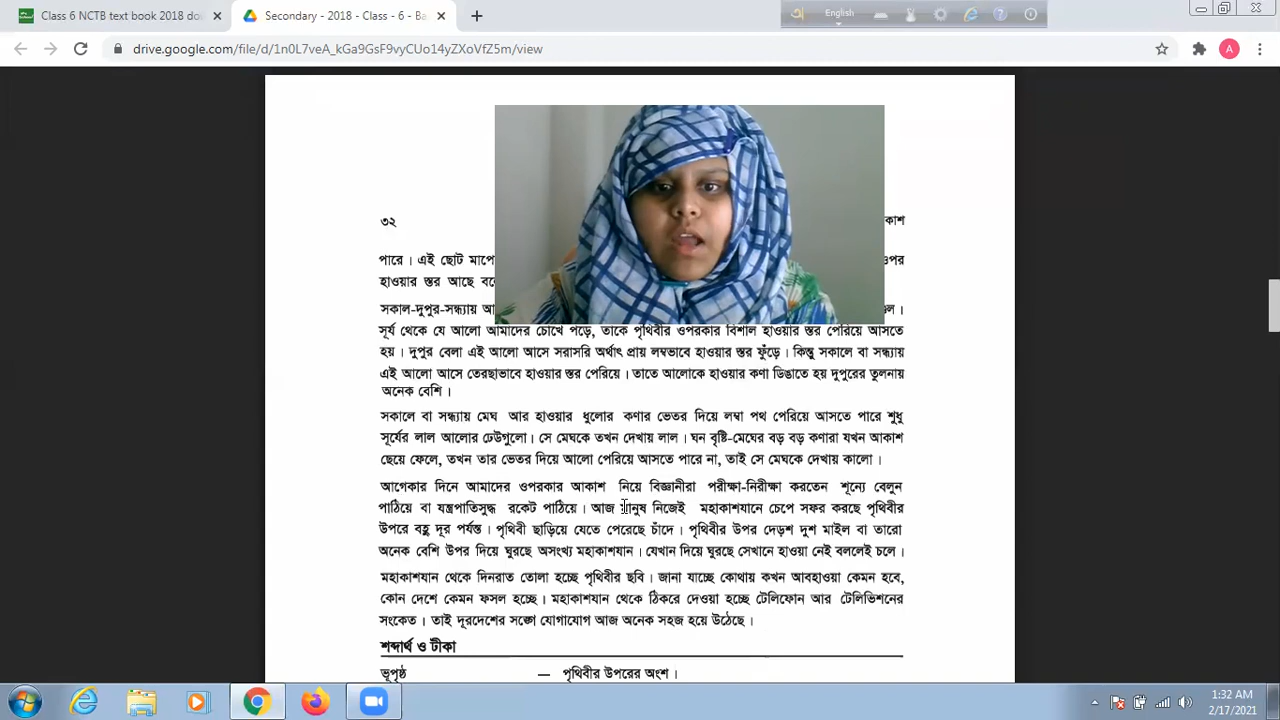 Class 6 NCTB text book 2018 do
Secondary - 2018 - Class - 6 - Ba
English
drive.google.com/file/d/1n0L7veA_kGa9GsF9vyCUo14yZXoVfZ5m/view
A
৩২ কাশ
পারে । এই ছোট মাপে ওপর
হাওয়ার স্তর আছে বলে
সকাল-দুপুর-সন্ধ্যায় আ
সূর্য থেকে যে আলো আমাদের চোখে পড়ে, তাকে পৃথিবীর ওপরকার বিশাল হাওয়ার স্তর পেরিয়ে আসতে
হয় । দুপুর বেলা এই আলো আসে সরাসরি অর্থাৎ প্রায় লম্বভাবে হাওয়ার স্তর ফুঁড়ে । কিন্তু সকালে বা সন্ধ্যায়
এই আলো আসে তেরছাভাবে হাওয়ার স্তর পেরিয়ে । তাতে আলোকে হাওয়ার কণা ডিঙাতে হয় দুপুরের তুলনায়
অনেক বেশি ।
সকালে বা সন্ধ্যায় মেঘ আর হাওয়ার ধুলোর কণার ভেতর দিয়ে লম্বা পথ পেরিয়ে আসতে পারে শুধু
সূর্যের লাল আলোর ঢেউগুলো । সে মেঘকে তখন দেখায় লাল । ঘন বৃষ্টি-মেঘের বড় বড় কণারা যখন আকাশ
ছেয়ে ফেলে, তখন তার ভেতর দিয়ে আলো পেরিয়ে আসতে পারে না, তাই সে মেঘকে দেখায় কালো ।
আগেকার দিনে আমাদের ওপরকার আকাশ নিয়ে বিজ্ঞানীরা পরীক্ষা-নিরীক্ষা করতেন শূন্যে বেলুন
পাঠিয়ে বা যন্ত্রপাতিসুদ্ধ রকেট পাঠিয়ে । আজ মানুষ নিজেই মহাকাশযানে চেপে সফর করছে পৃথিবীর
উপরে বহু দূর পর্যন্ত । পৃথিবী ছাড়িয়ে যেতে পেরেছে চাঁদে । পৃথিবীর উপর দেড়শ দুশ মাইল বা তারো
অনেক বেশি উপর দিয়ে ঘুরছে অসংখ্য মহাকাশযান । যেখান দিয়ে ঘুরছে সেখানে হাওয়া নেই বললেই চলে ।
মহাকাশযান থেকে দিনরাত তোলা হচ্ছে পৃথিবীর ছবি । জানা যাচ্ছে কোথায় কখন আবহাওয়া কেমন হবে,
কোন দেশে কেমন ফসল হচ্ছে । মহাকাশযান থেকে ঠিকরে দেওয়া হচ্ছে টেলিফোন আর টেলিভিশনের
সংকেত । তাই দূরদেশের সঙ্গে যোগাযোগ আজ অনেক সহজ হয়ে উঠেছে ।
শব্দার্থ ও টীকা
ভূপৃষ্ঠ — পৃথিবীর উপরের অংশ ।
1:32 AM
2/17/2021